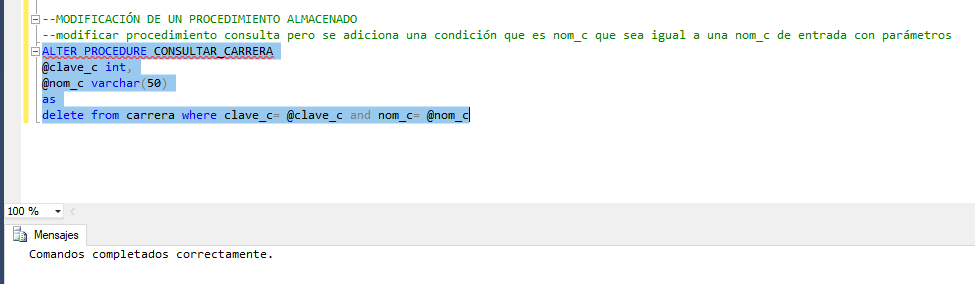 --MODIFICACIÓN DE UN PROCEDIMIENTO ALMACENADO
--modificar procedimiento consulta pero se adiciona una condición que es nom_c que sea igual a una nom_c de entrada con parámetros
ALTER PROCEDURE CONSULTAR_CARRERA
@clave_c int,
@nom_c varchar(50)
as
delete from carrera where clave_c= @clave_c and nom_c= @nom_c
100 %
Mensajes
Comandos completados correctamente.